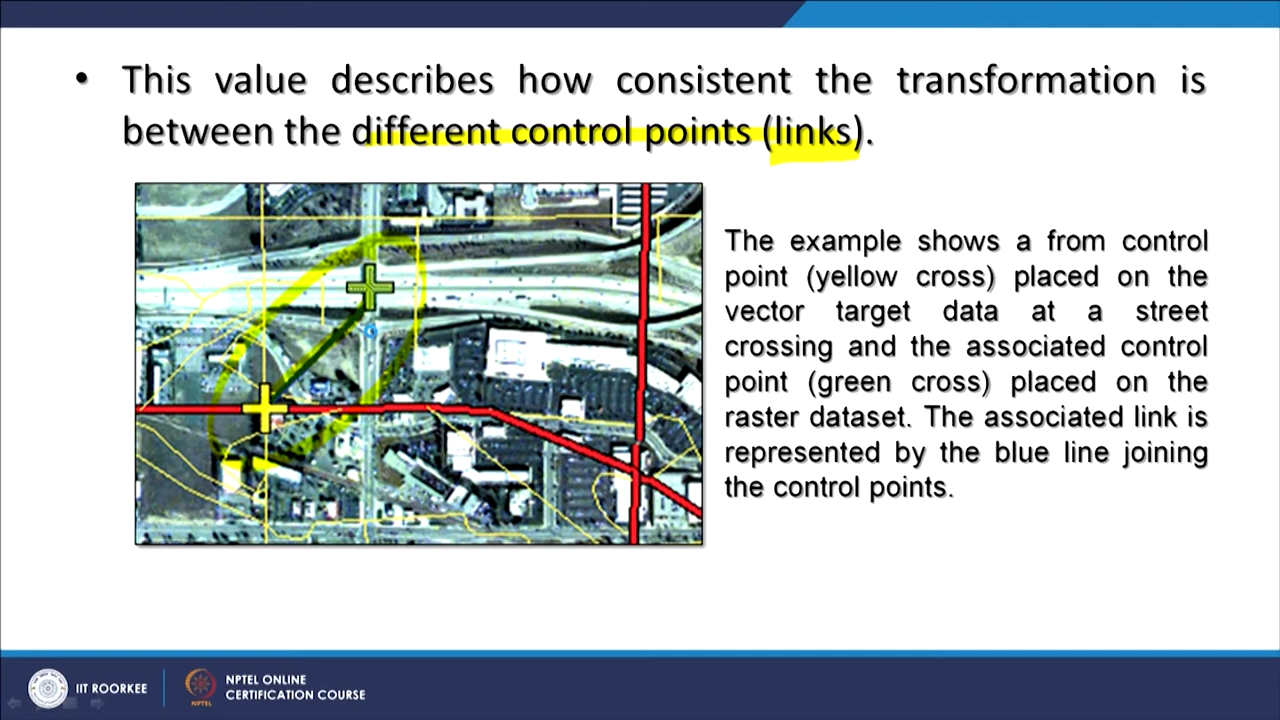 • This value describes how consistent the transformation is
between the different control points (links).
The example shows a from control
point (yellow cross) placed on the
vector target data at a street
crossing and the associated control
point (green cross) placed on the
raster dataset. The associated link is
represented by the blue line joining
the control points.
IIT ROORKEE
NPTEL
NPTEL ONLINE
CERTIFICATION COURSE